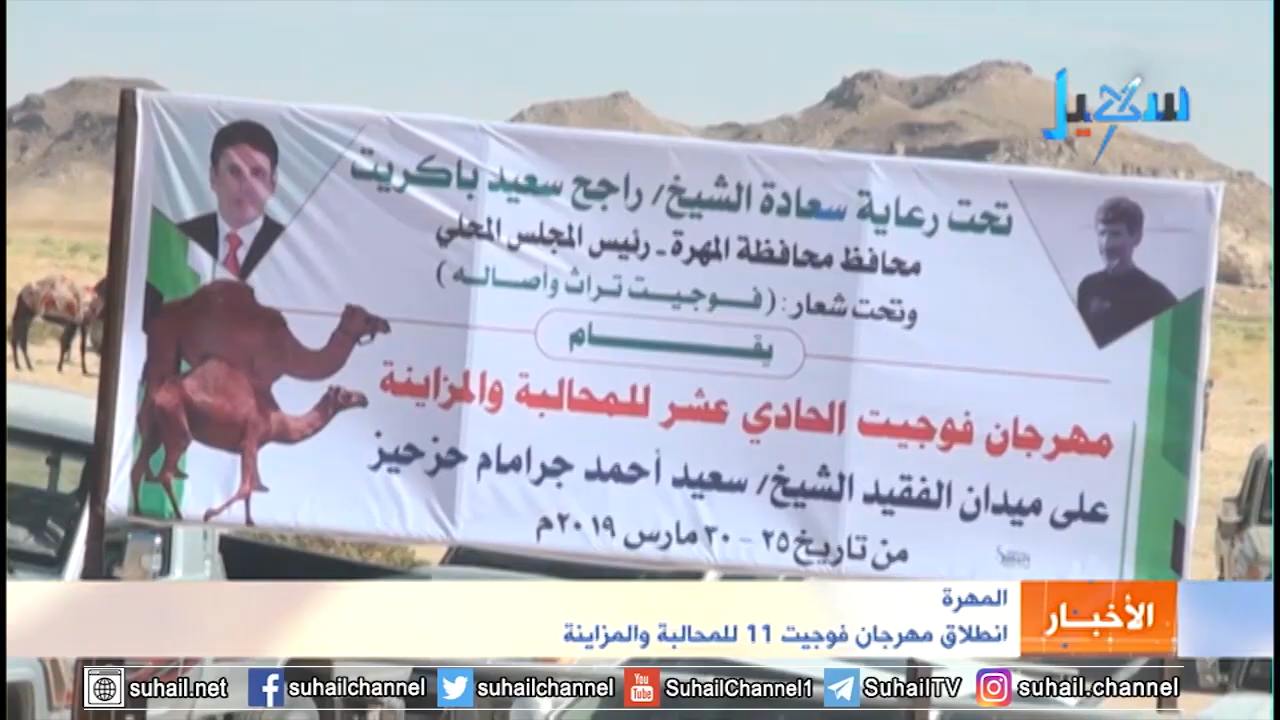 سهيل
تحت رعاية سعادة الشيخ/ راجح سعيد باكريت
محافظ محافظة المهرة - رئيس المجلس المحلي
وتحت شعار: (فوجيت تراث وأصاله)
يقام
مهرجان فوجيت الحادي عشر للمحالبة والمزاينة
على ميدان الفقيد الشيخ/ سعيد أحمد جرامام حزحيز
من تاريخ ٢٥ - ٣٠ مارس ٢٠١٩م
الأخبار
المهرة
انطلاق مهرجان فوجيت 11 للمحالبة والمزاينة
suhail.net suhailchannel suhailchannel You Tube SuhailChannel1 SuhailTV suhail.channel